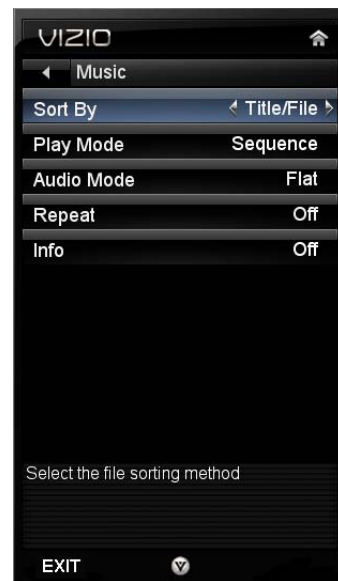 VIZIO
Music
Sort By Title/File
Play Mode Sequence
Audio Mode Flat
Repeat Off
Info Off
Select the file sorting method
EXIT V